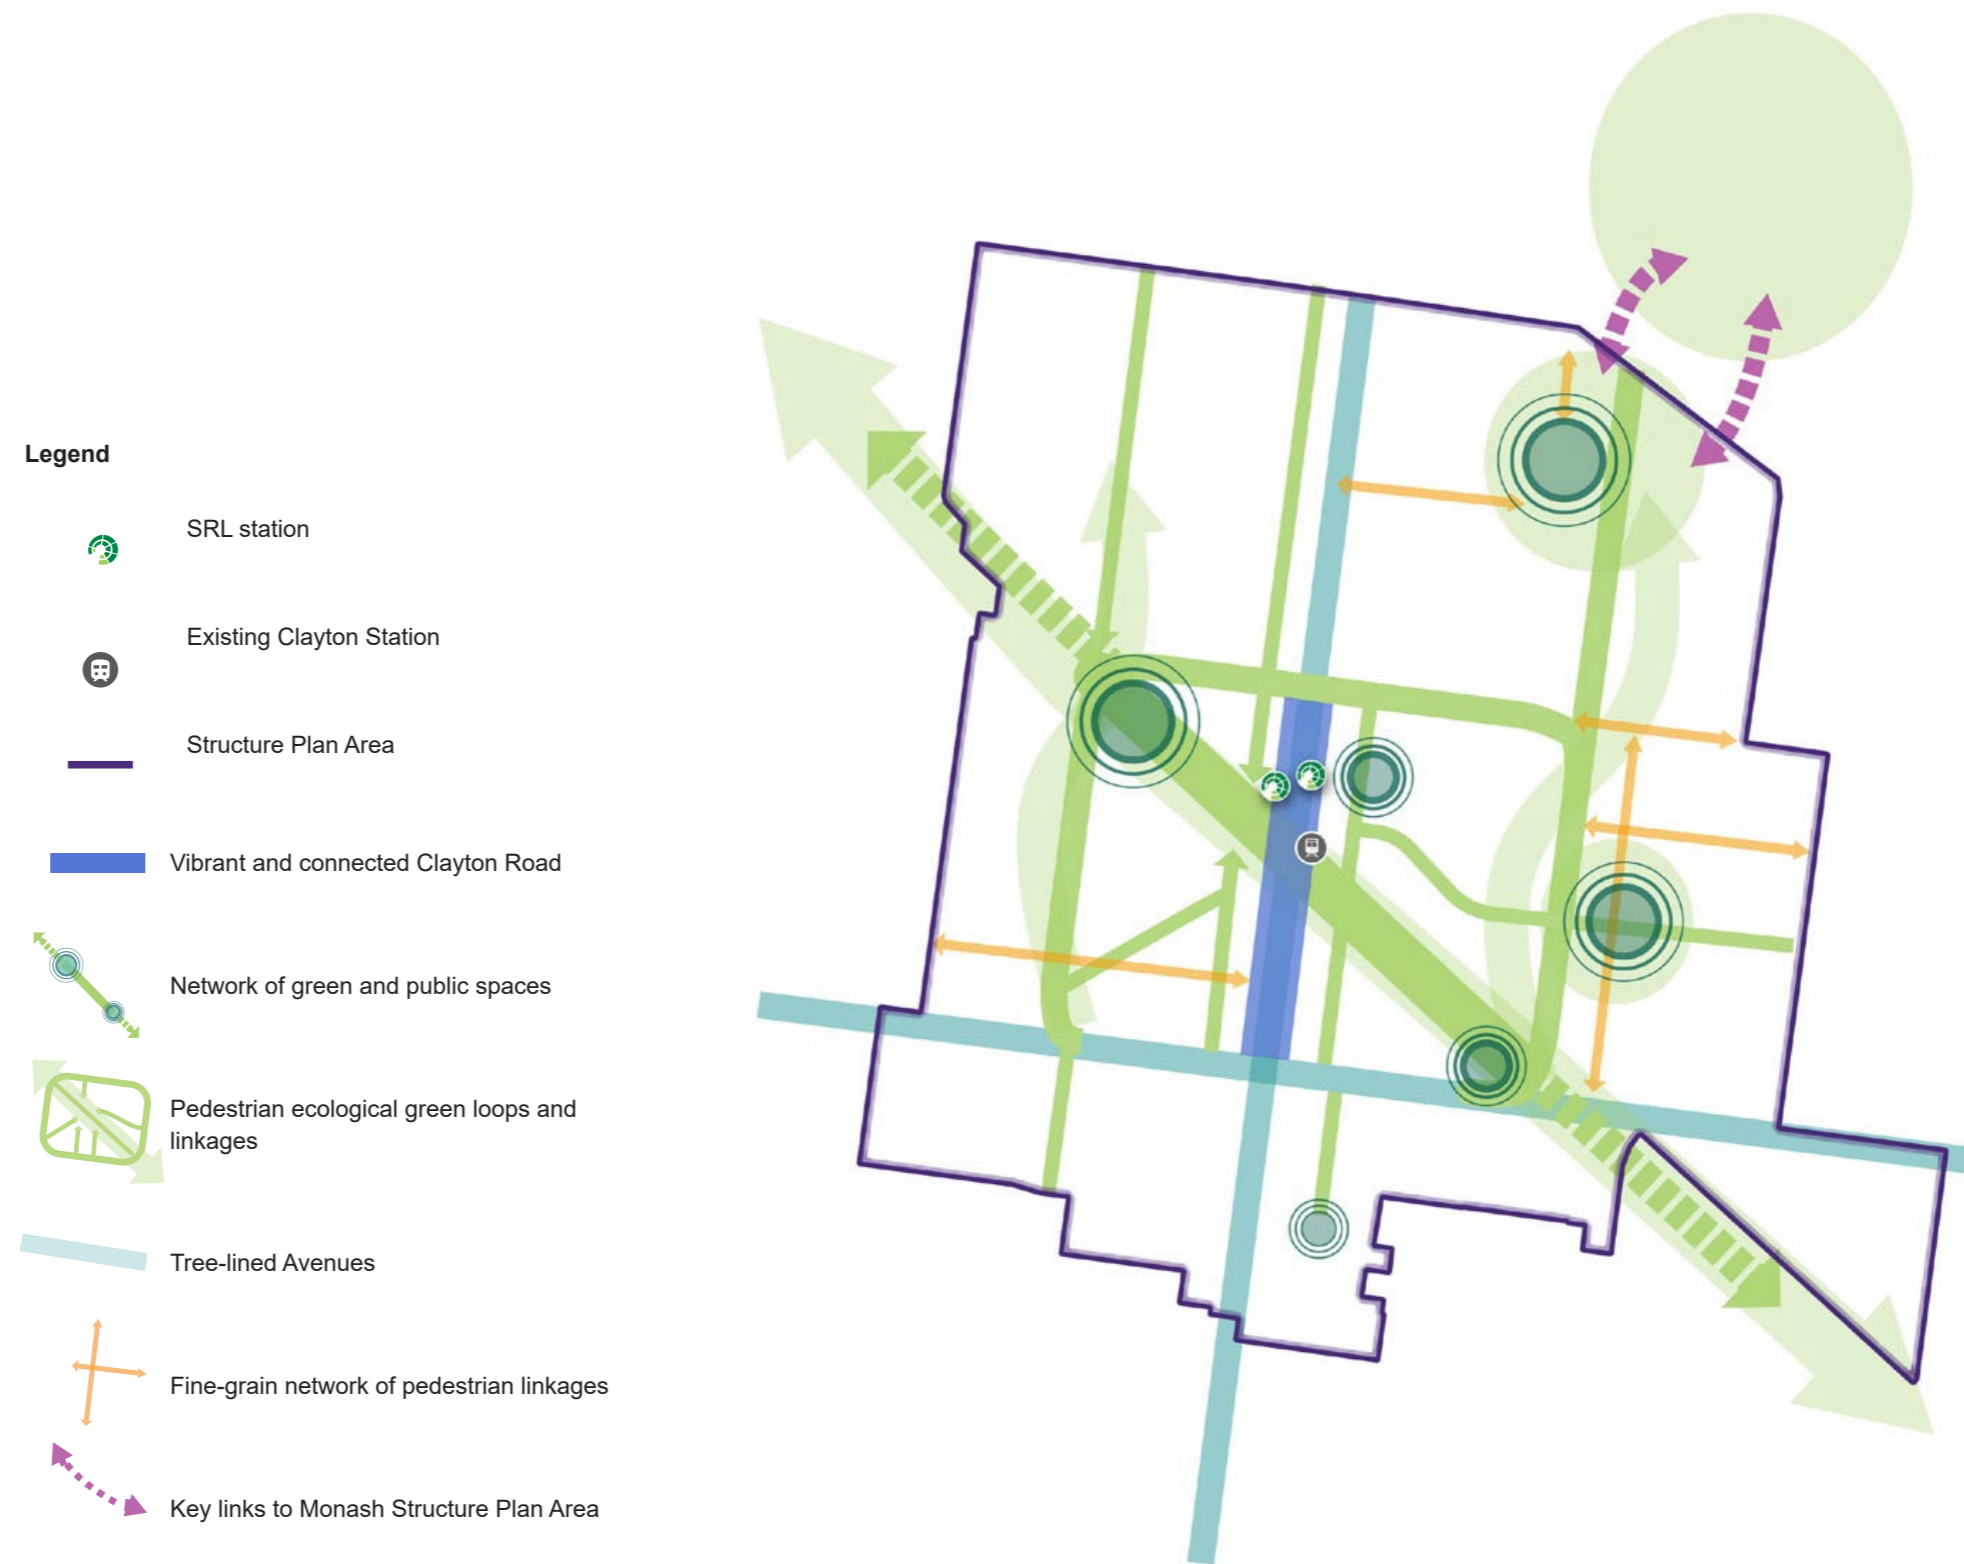 Legend
SRL station
Existing Clayton Station
Structure Plan Area
Vibrant and connected Clayton Road
Network of green and public spaces
Pedestrian ecological green loops and
linkages
Tree-lined Avenues
Fine-grain network of pedestrian linkages
Key links to Monash Structure Plan Area